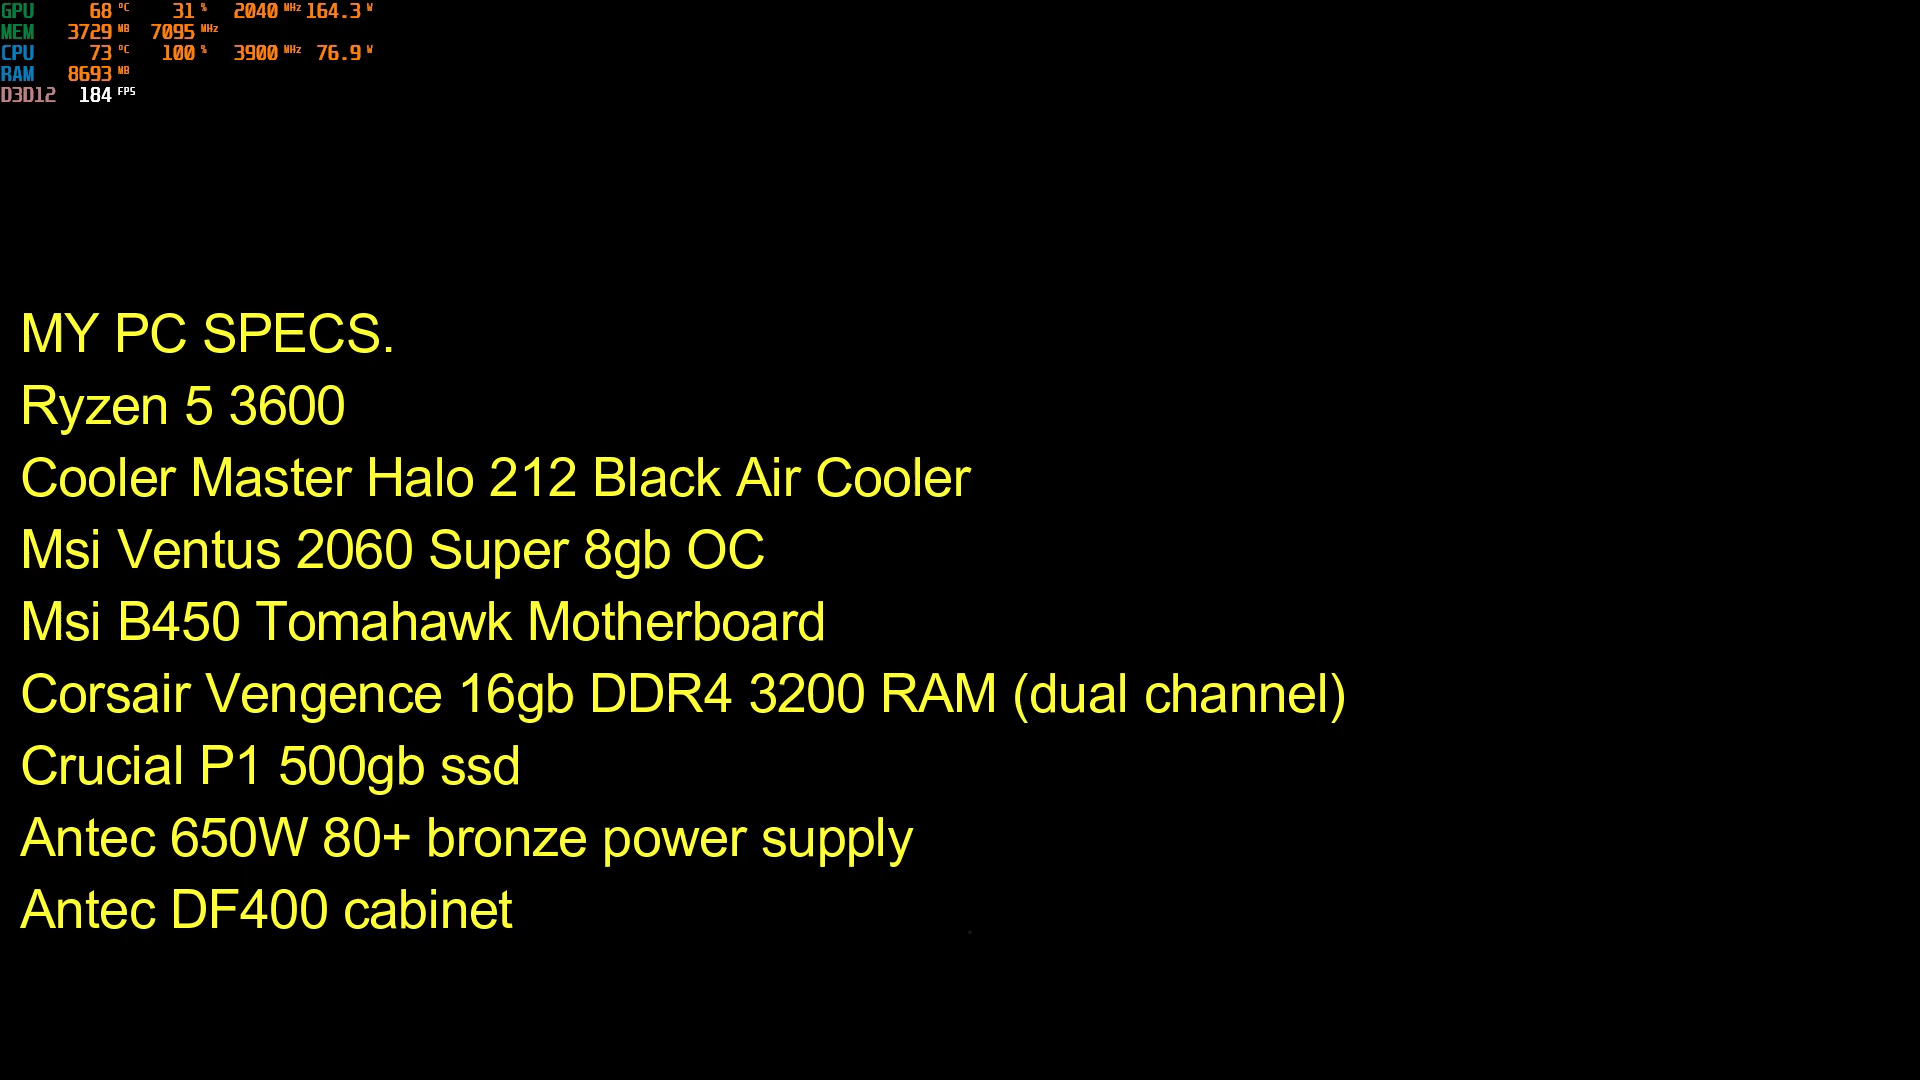 GPU 68 °C 31 % 2040 MHz 164.3 W
MEM 3729 MB 7095 MHz
CPU 73 °C 100 % 3900 MHz 76.9 W
RAM 8693 MB
D3D12 184 FPS
MY PC SPECS.
Ryzen 5 3600
Cooler Master Halo 212 Black Air Cooler
Msi Ventus 2060 Super 8gb OC
Msi B450 Tomahawk Motherboard
Corsair Vengence 16gb DDR4 3200 RAM (dual channel)
Crucial P1 500gb ssd
Antec 650W 80+ bronze power supply
Antec DF400 cabinet